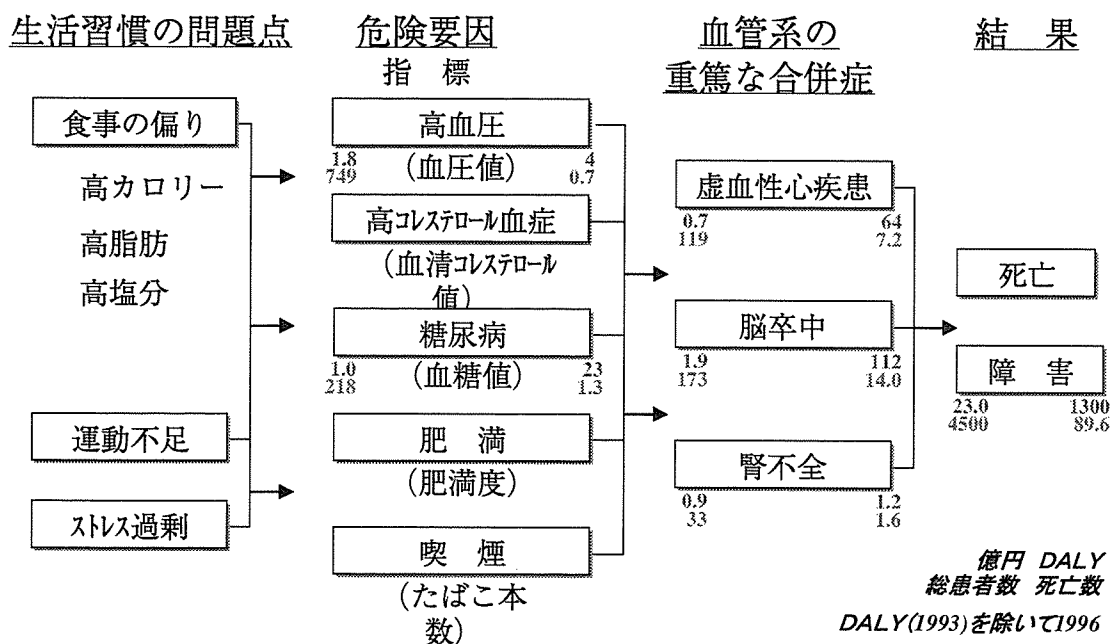 生活習慣の問題点
危険要因
指 標
血管系の
重篤な合併症
結 果
食事の偏り
高カロリー
高脂肪
高塩分
運動不足
ストレス過剰
高血圧
1.8 (血圧値) 4
749 0.7
高コレステロール血症
(血清コレステロール
値)
糖尿病
1.0 (血糖値) 23
218 1.3
肥 満
(肥満度)
喫 煙
(たばこ本
数)
虚血性心疾患
0.7 64
119 7.2
脳卒中
1.9 112
173 14.0
腎不全
0.9 1.2
33 1.6
死亡
障 害
23.0 1300
4500 89.6
億円 DALY
総患者数 死亡数
DALY(1993)を除いて1996